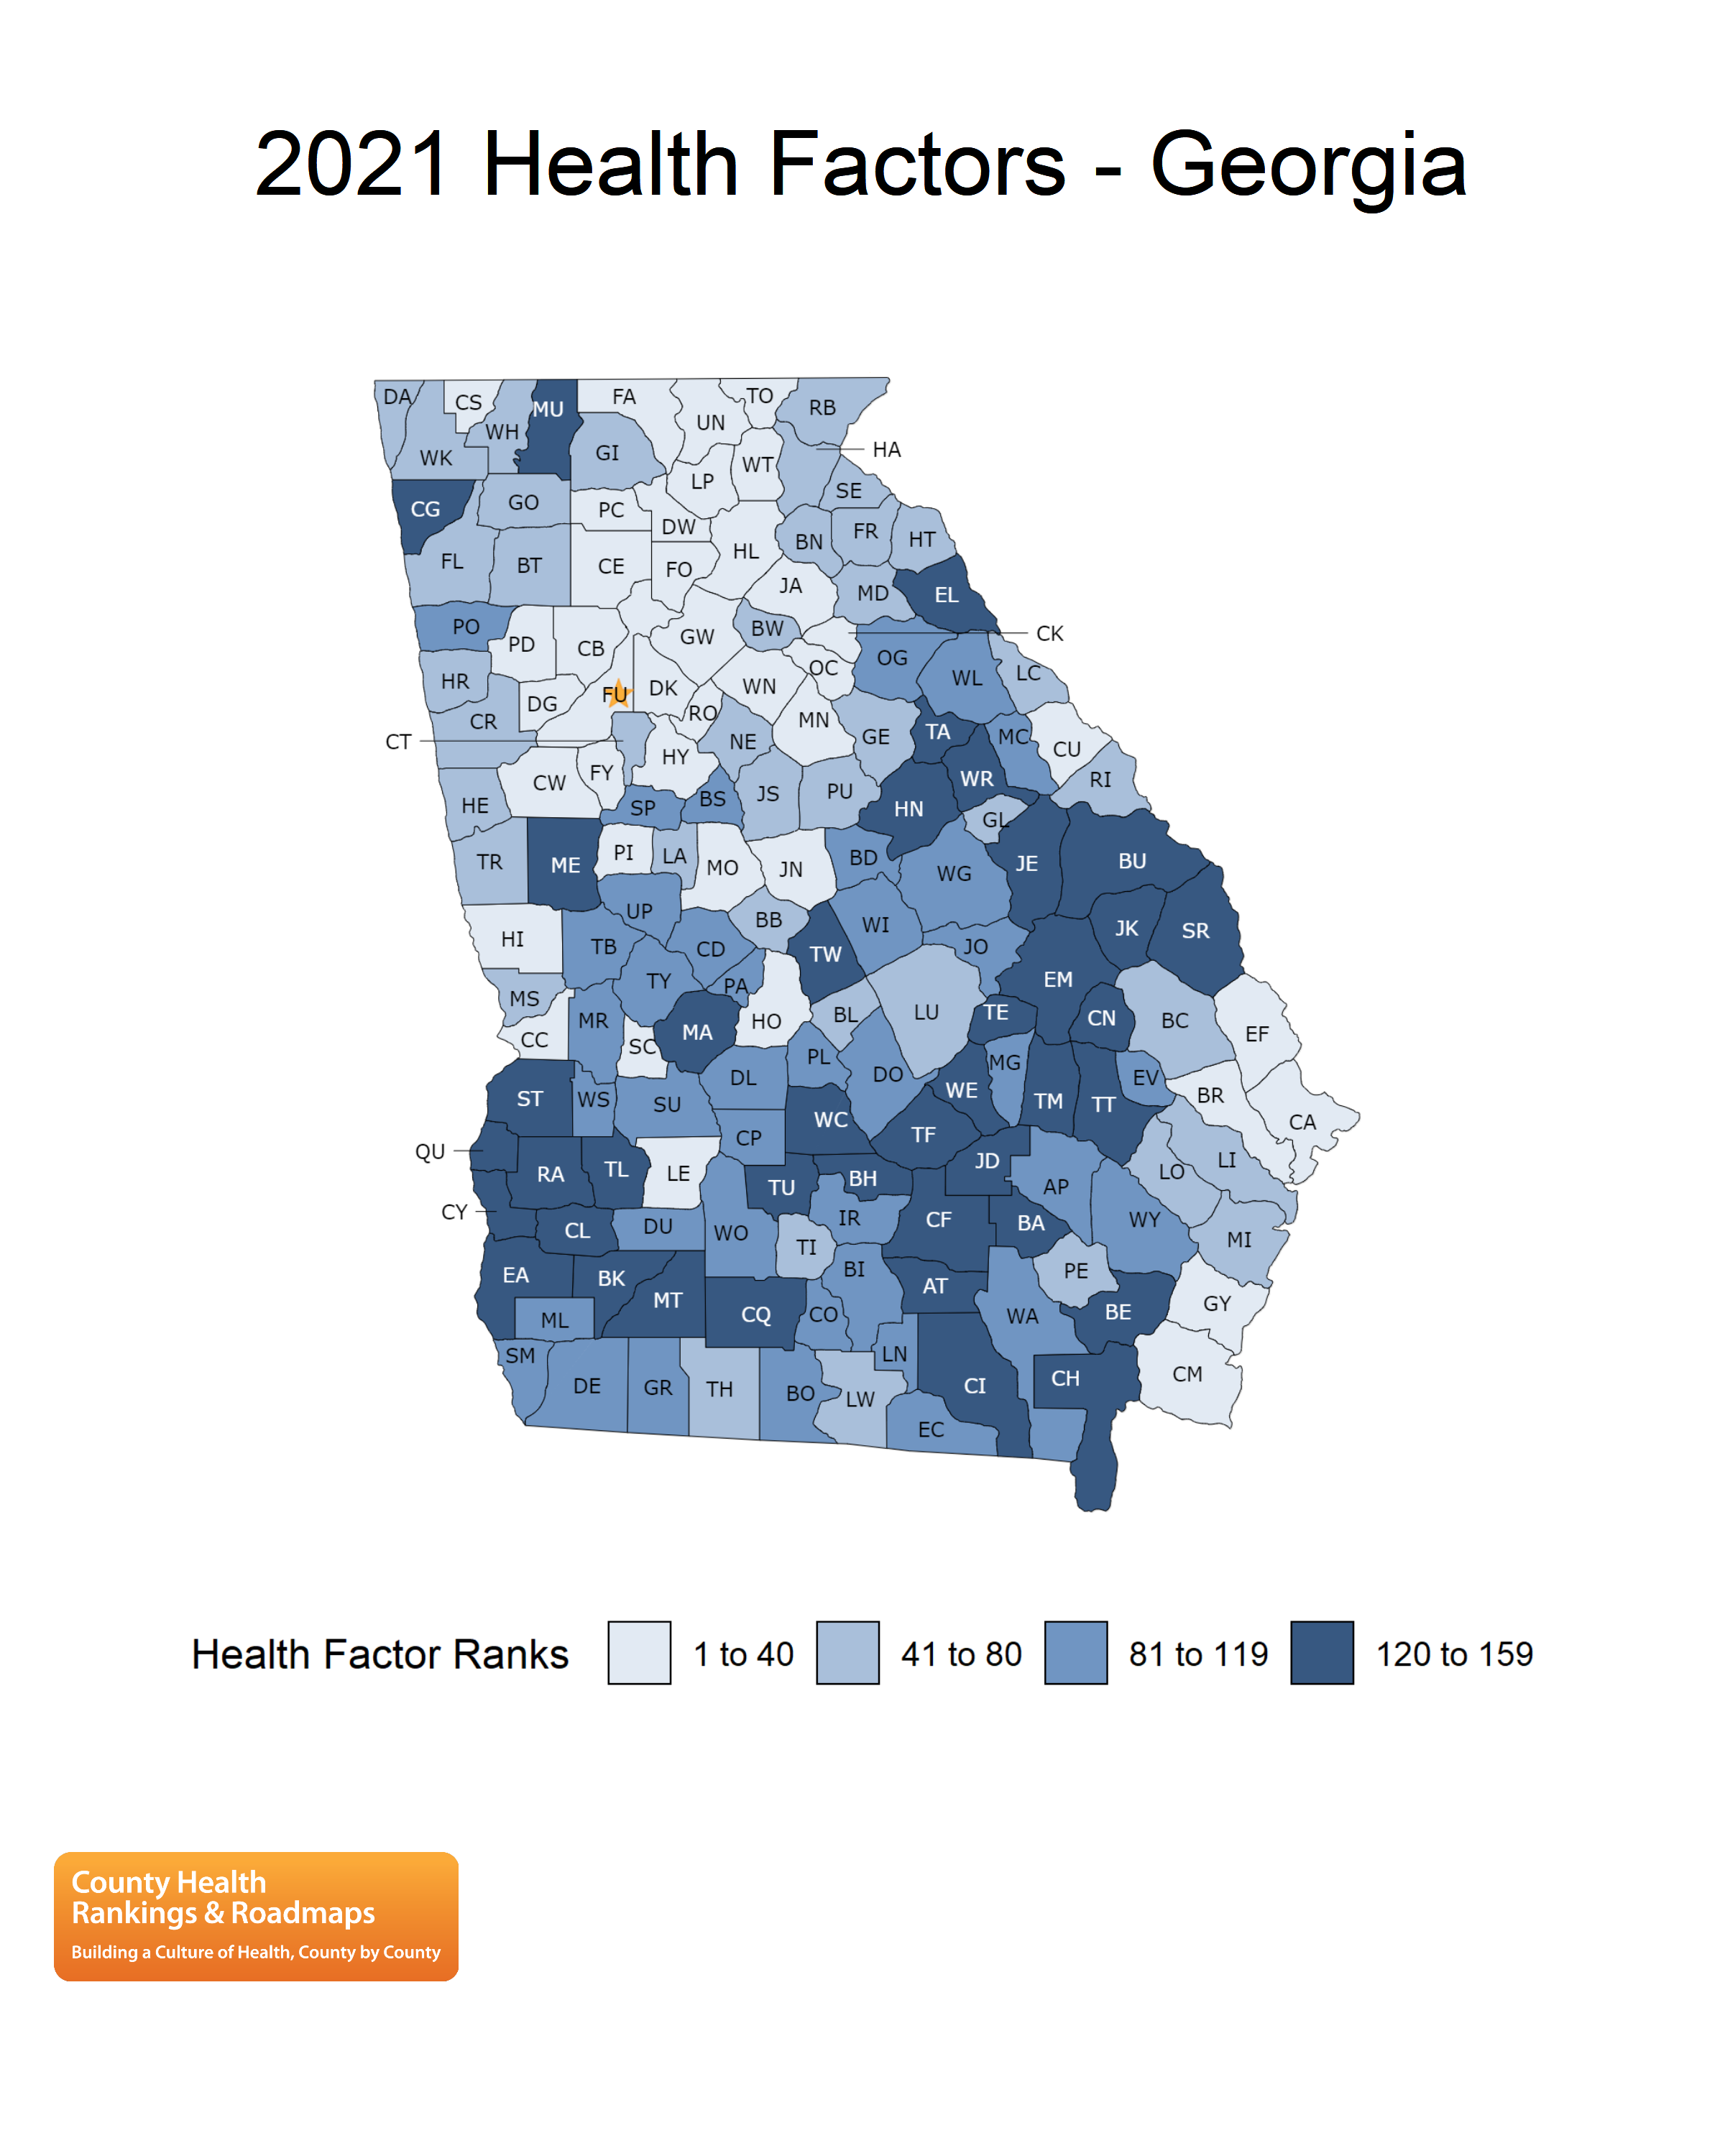 2021 Health Factors - Georgia
DA CS WH MU FA UN TO RB
WK GI LP WT HA
CG GO PC DW SE
FL BT CE FO HL BN FR HT
JA MD EL
PO PD CB GW BW CK
HR DG FU DK WN OC OG WL LC
CR RO MN
CT HY NE GE TA MC CU
HE CW FY SP BS JS PU HN WR RI
GL
TR ME PI LA MO JN BD WG JE BU
HI UP BB WI JK SR
TB CD TW JO
MS TY PA EM
CC MR SC MA HO BL LU TE CN BC EF
ST WS SU DL PL DO WE MG TM TT EV BR CA
QU CP WC TF
RA TL LE TU BH JD AP LO LI
CY CL DU WO IR CF BA WY MI
EA BK MT TI BI AT PE
ML CQ CO WA BE GY
SM DE GR TH BO LW LN CI CH CM
EC
Health Factor Ranks 1 to 40 41 to 80 81 to 119 120 to 159
County Health
Rankings & Roadmaps
Building a Culture of Health, County by County